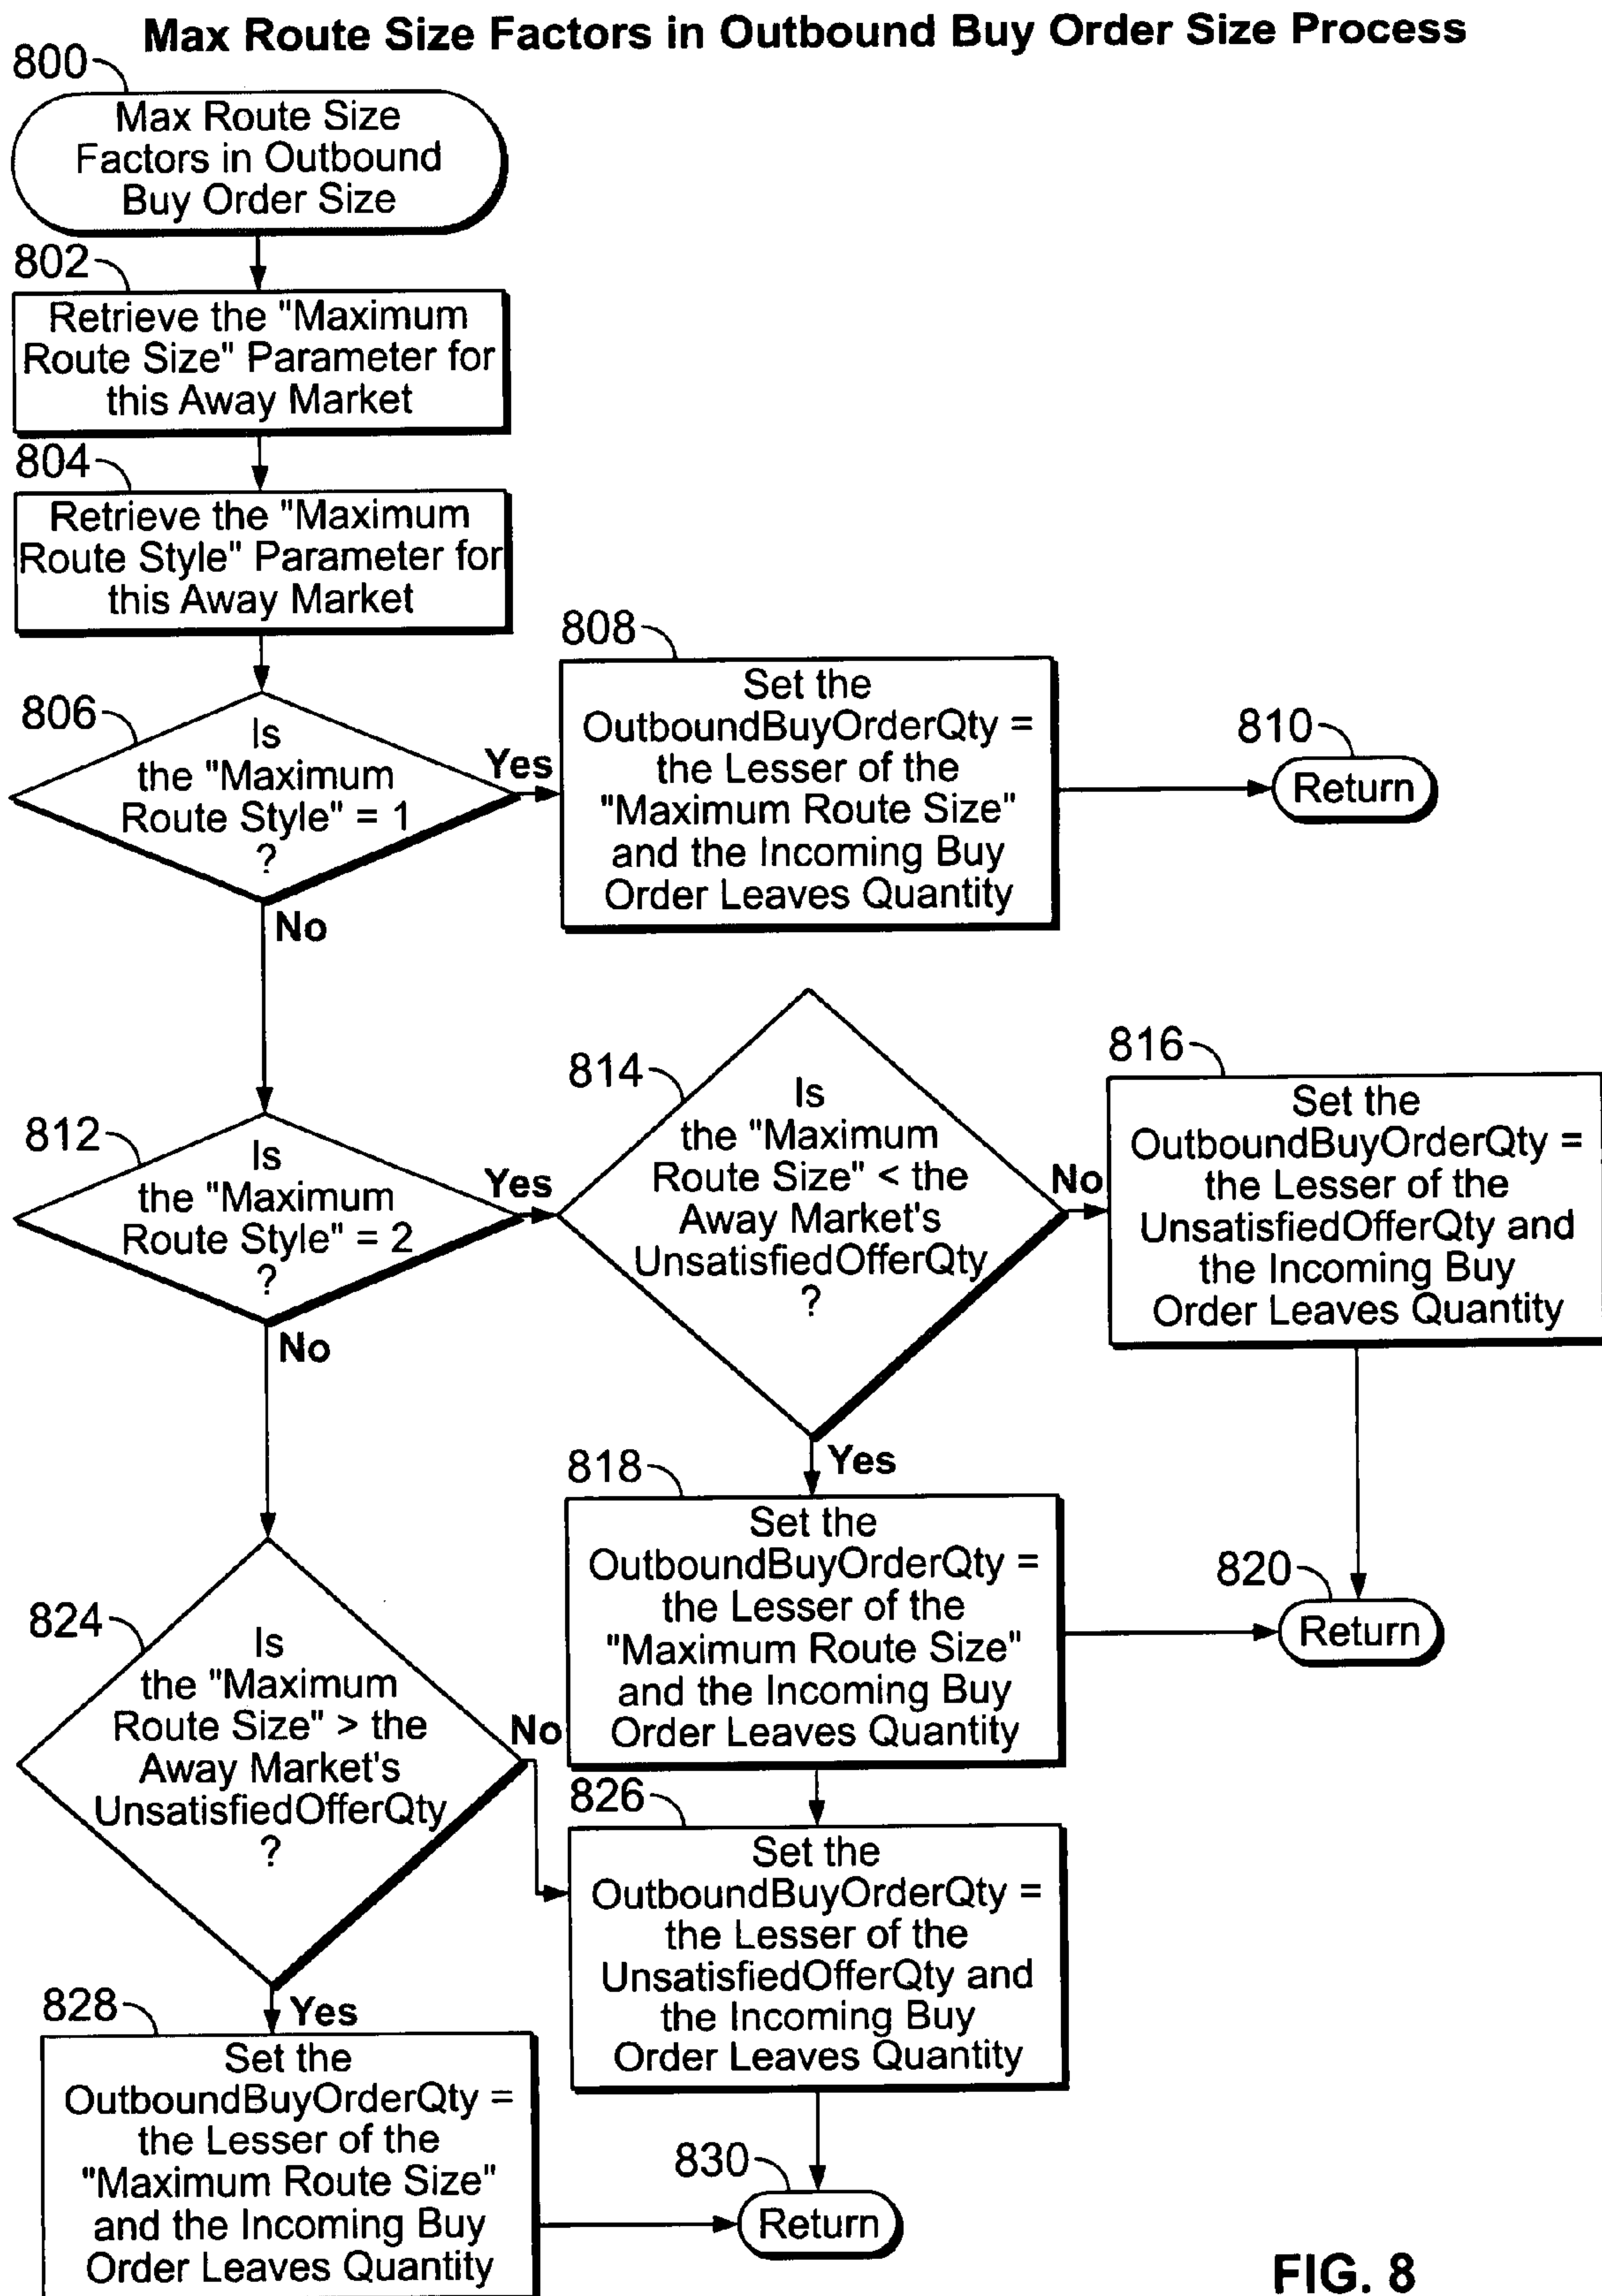 Max Route Size Factors in Outbound Buy Order Size Process
800
Max Route Size
Factors in Outbound
Buy Order Size
802
Retrieve the "Maximum
Route Size" Parameter for
this Away Market
804
Retrieve the "Maximum
Route Style" Parameter for
this Away Market
806
Is
the "Maximum
Route Style" = 1
?
Yes
No
808
Set the
OutboundBuyOrderQty =
the Lesser of the
"Maximum Route Size"
and the Incoming Buy
Order Leaves Quantity
810
Return
812
Is
the "Maximum
Route Style" = 2
?
Yes
No
814
Is
the "Maximum
Route Size" < the
Away Market's
UnsatisfiedOfferQty
?
No
Yes
816
Set the
OutboundBuyOrderQty =
the Lesser of the
UnsatisfiedOfferQty and
the Incoming Buy
Order Leaves Quantity
818
Set the
OutboundBuyOrderQty =
the Lesser of the
"Maximum Route Size"
and the Incoming Buy
Order Leaves Quantity
820
Return
824
Is
the "Maximum
Route Size" > the
Away Market's
UnsatisfiedOfferQty
?
No
Yes
826
Set the
OutboundBuyOrderQty =
the Lesser of the
UnsatisfiedOfferQty and
the Incoming Buy
Order Leaves Quantity
828
Set the
OutboundBuyOrderQty =
the Lesser of the
"Maximum Route Size"
and the Incoming Buy
Order Leaves Quantity
830
Return
FIG. 8